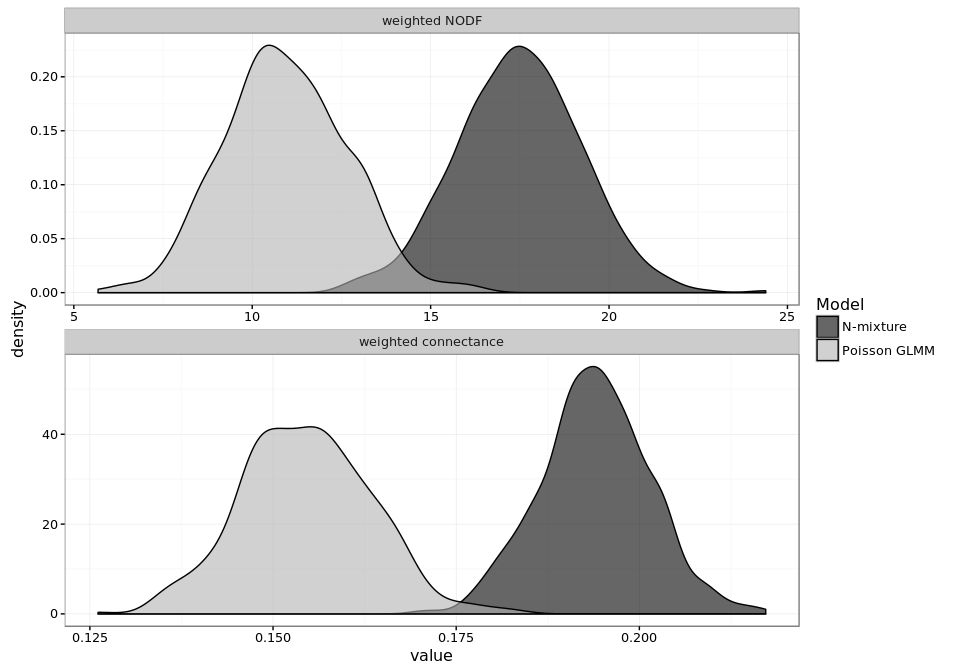 weighted NODF
0.20
0.15
0.10
0.05
0.00
5 10 15 20 25
weighted connectance
40
20
0
0.125 0.150 0.175 0.200
value
density
Model
N-mixture
Poisson GLMM